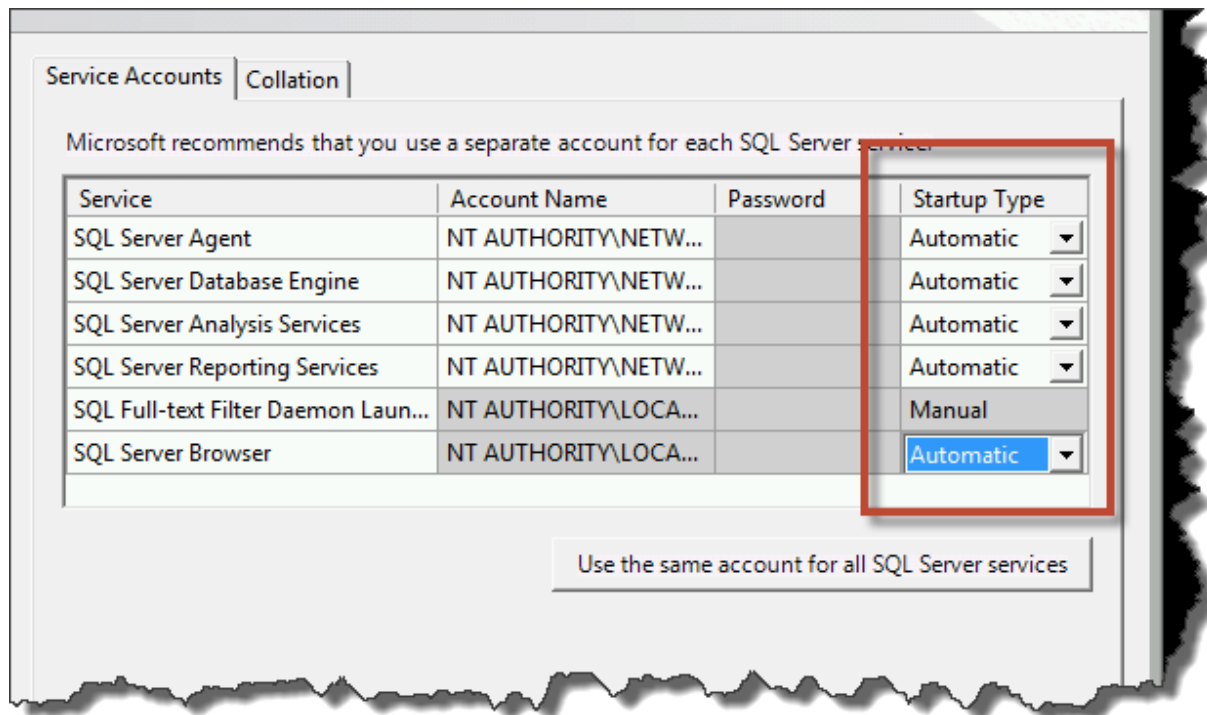 Service Accounts Collation
Microsoft recommends that you use a separate account for each SQL Server service.
Service Account Name Password Startup Type
SQL Server Agent NT AUTHORITY\NETW... Automatic
SQL Server Database Engine NT AUTHORITY\NETW... Automatic
SQL Server Analysis Services NT AUTHORITY\NETW... Automatic
SQL Server Reporting Services NT AUTHORITY\NETW... Automatic
SQL Full-text Filter Daemon Laun... NT AUTHORITY\LOCA... Manual
SQL Server Browser NT AUTHORITY\LOCA... Automatic
Use the same account for all SQL Server services